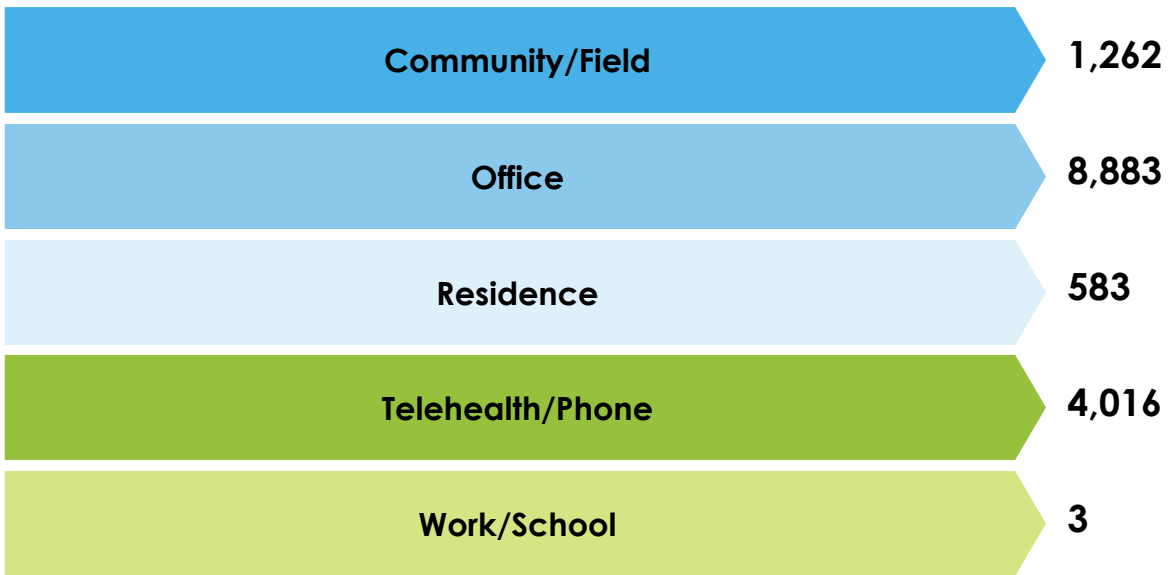 Community/Field 1,262
Office 8,883
Residence 583
Telehealth/Phone 4,016
Work/School 3